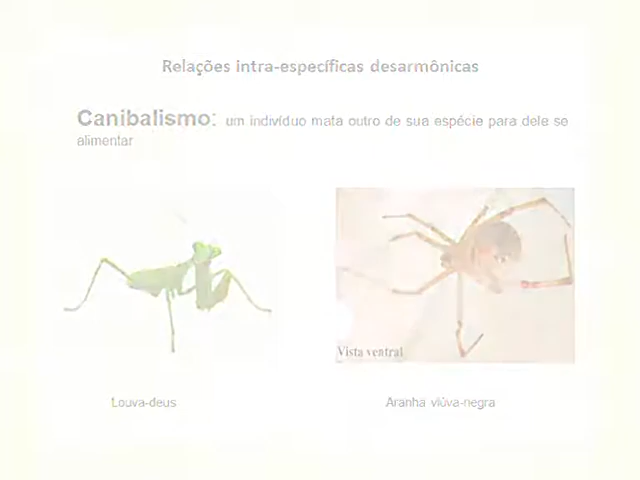 Relações intra-específicas desarmônicas
Canibalismo: um indivíduo mata outro de sua espécie para dele se
alimentar
Vista ventral
Louva-deus
Aranha viúva-negra